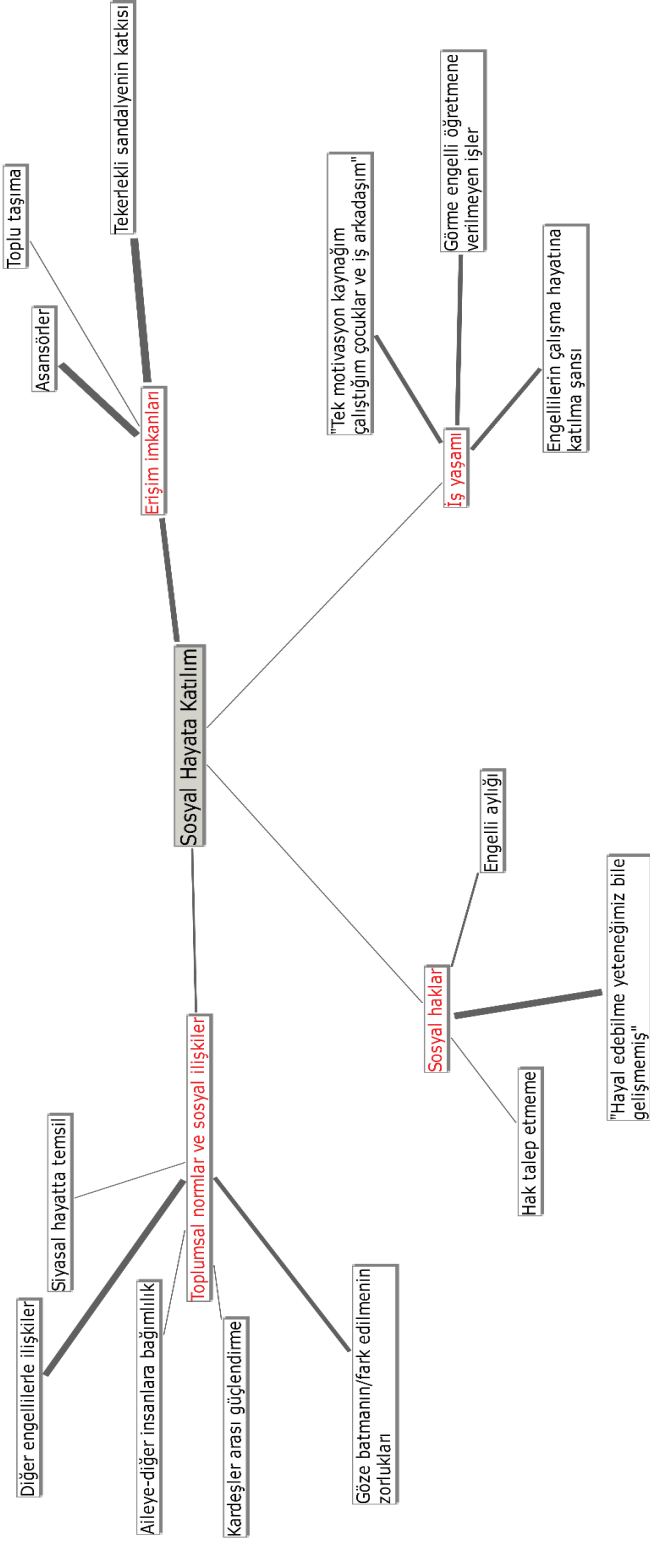 Sosyal Hayata Katılım
Toplumsal normlar ve sosyal ilişkiler
Diğer engellilerle ilişkiler
Siyasal hayatta temsil
Aileye-diğer insanlara bağımlılık
Kardeşler arası güçlendirme
Göze batmanın/fark edilmenin
zorlukları
Erişim imkanları
Toplu taşıma
Asansörler
Tekerlekli sandalyenin katkısı
Sosyal haklar
Hak talep etmeme
Engelli aylığı
"Hayal edebilme yeteneğimiz bile
gelişmemiş"
İş yaşamı
"Tek motivasyon kaynağım
çalıştığım çocuklar ve iş arkadaşım"
Görme engelli öğretmene
verilmeyen işler
Engellilerin çalışma hayatına
katılma şansı